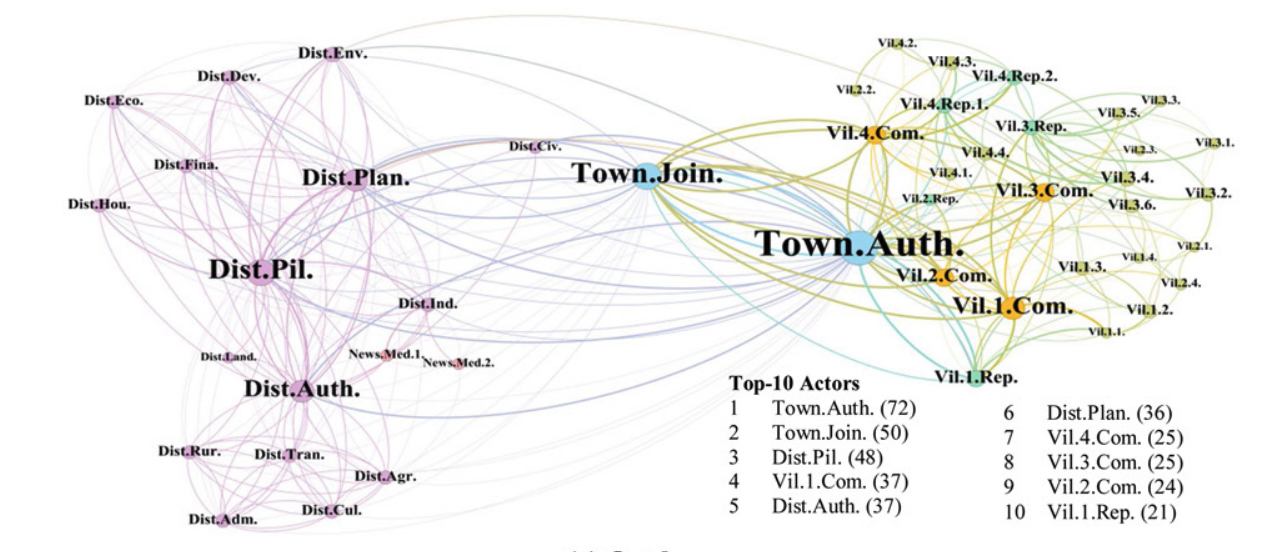 Vil.4.2.
Dist.Env.
Vil.4.3.
Dist.Dev.
Vil.4.Rep.2.
Vil.2.2.
Dist.Eco.
Vil.4.Rep.1.
Vil.3.3.
Vil.3.5.
Vil.4.Com.
Vil.3.Rep.
Dist.Civ.
Vil.3.1.
Vil.4.4.
Vil.2.3.
Dist.Fina.
Dist.Plan.
Town.Join.
Vil.4.1.
Vil.3.4.
Vil.3.Com.
Vil.3.2.
Vil.2.Rep.
Dist.Hou.
Vil.3.6.
Town.Auth.
Vil.2.1.
Vil.1.4.
Dist.Pil.
Vil.2.Com.
Vil.1.3.
Vil.2.4.
Dist.Ind.
Vil.1.Com.
Vil.1.2.
Vil.1.1.
Dist.Land.
News.Med.1.
News.Med.2.
Vil.1.Rep.
Dist.Auth.
Dist.Rur.
Dist.Tran.
Dist.Agr.
Dist.Cul.
Dist.Adm.
Top-10 Actors
1 Town.Auth. (72)
2 Town.Join. (50)
3 Dist.Pil. (48)
4 Vil.1.Com. (37)
5 Dist.Auth. (37)
6 Dist.Plan. (36)
7 Vil.4.Com. (25)
8 Vil.3.Com. (25)
9 Vil.2.Com. (24)
10 Vil.1.Rep. (21)